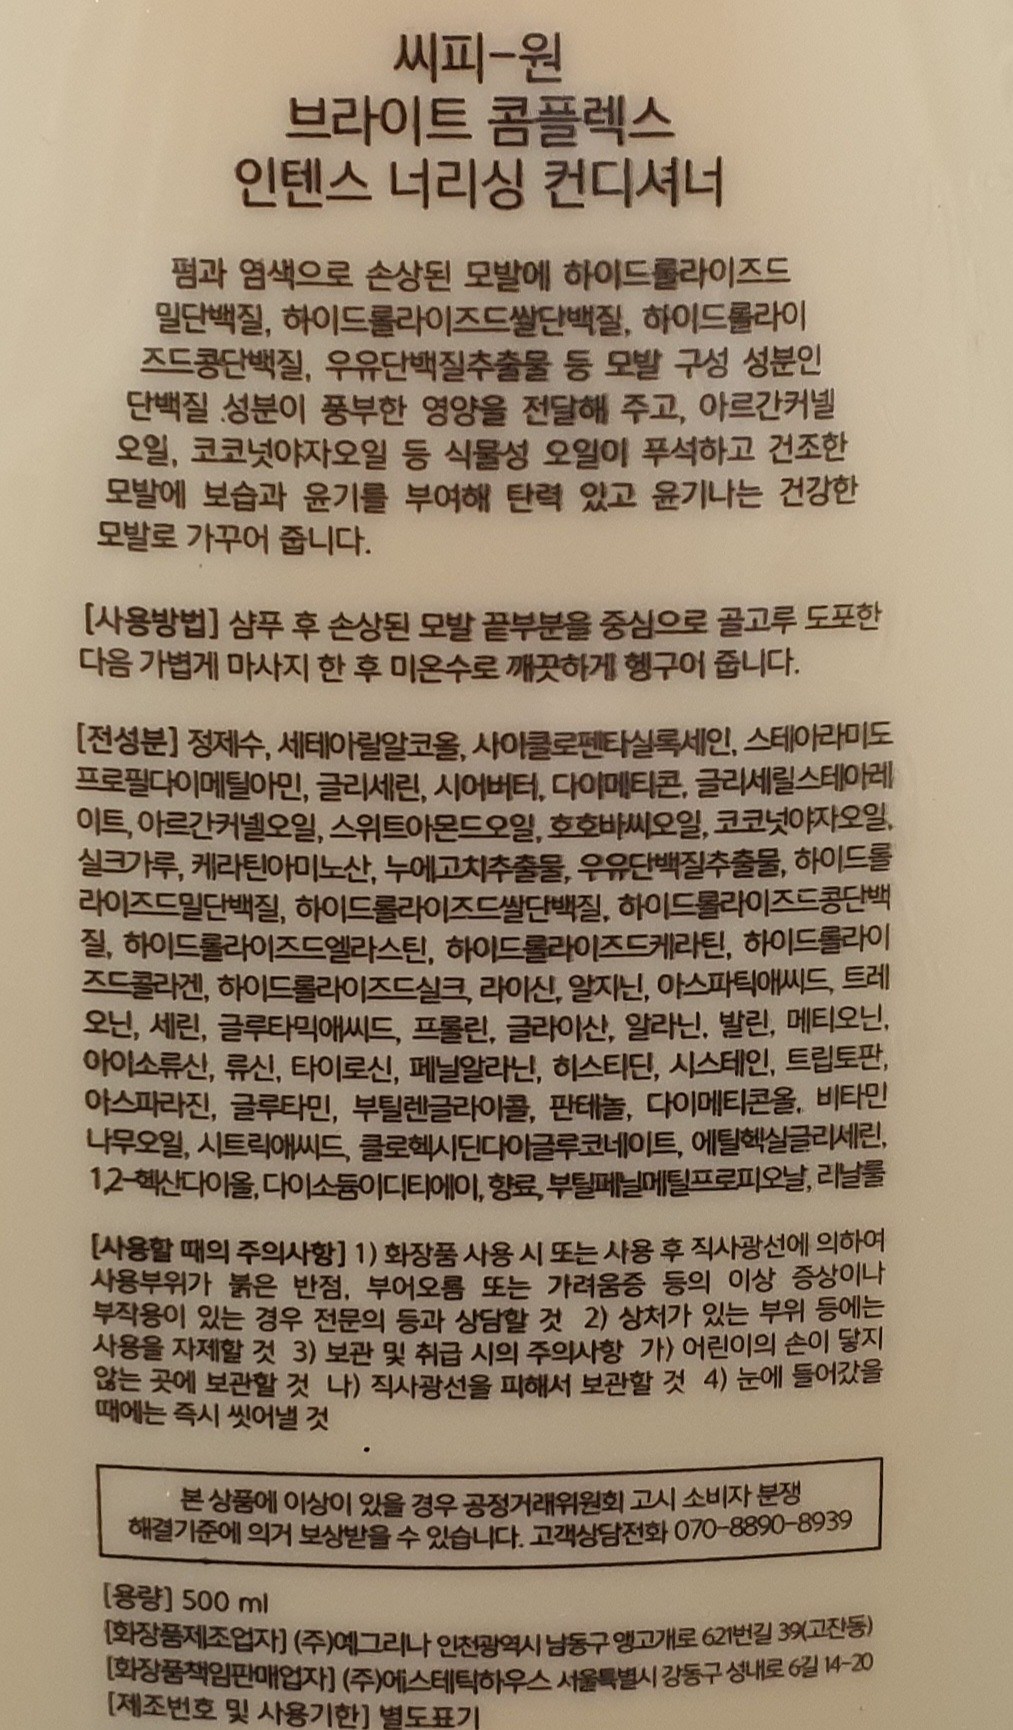 씨피-원
브라이트 콤플렉스
인텐스 너리싱 컨디셔너
펌과 염색으로 손상된 모발에 하이드롤라이즈드
밀단백질, 하이드롤라이즈드쌀단백질, 하이드롤라이
즈드콩단백질, 우유단백질추출물 등 모발 구성 성분인
단백질 성분이 풍부한 영양을 전달해 주고, 아르간커넬
오일, 코코넛야자오일 등 식물성 오일이 푸석하고 건조한
모발에 보습과 윤기를 부여해 탄력 있고 윤기나는 건강한
모발로 가꾸어 줍니다.
[사용방법] 샴푸 후 손상된 모발 끝부분을 중심으로 골고루 도포한
다음 가볍게 마사지 한 후 미온수로 깨끗하게 헹구어 줍니다.
[전성분] 정제수, 세테아릴알코올, 사이클로펜타실록세인, 스테아라미도
프로필다이메틸아민, 글리세린, 시어버터, 다이메티콘, 글리세릴스테아레
이트, 아르간커넬오일, 스위트아몬드오일, 호호바씨오일, 코코넛야자오일,
실크가루, 케라틴아미노산, 누에고치추출물, 우유단백질추출물, 하이드롤
라이즈드밀단백질, 하이드롤라이즈드쌀단백질, 하이드롤라이즈드콩단백
질, 하이드롤라이즈드엘라스틴, 하이드롤라이즈드케라틴, 하이드롤라이
즈드콜라겐, 하이드롤라이즈드실크, 라이신, 알지닌, 아스파틱애씨드, 트레
오닌, 세린, 글루타믹애씨드, 프롤린, 글라이신, 알라닌, 발린, 메티오닌,
아이소류신, 류신, 타이로신, 페닐알라닌, 히스티딘, 시스테인, 트립토판,
아스파라진, 글루타민, 부틸렌글라이콜, 판테놀, 다이메티콘올, 비타민
나무오일, 시트릭애씨드, 클로헥시딘다이글루코네이트, 에틸헥실글리세린,
1,2-헥산다이올, 다이소듐이디티에이, 향료, 부틸페닐메틸프로피오날, 리날룰
[사용할 때의 주의사항] 1) 화장품 사용 시 또는 사용 후 직사광선에 의하여
사용부위가 붉은 반점, 부어오름 또는 가려움증 등의 이상 증상이나
부작용이 있는 경우 전문의 등과 상담할 것 2) 상처가 있는 부위 등에는
사용을 자제할 것 3) 보관 및 취급 시의 주의사항 가) 어린이의 손이 닿지
않는 곳에 보관할 것 나) 직사광선을 피해서 보관할 것 4) 눈에 들어갔을
때에는 즉시 씻어낼 것
본 상품에 이상이 있을 경우 공정거래위원회 고시 소비자 분쟁
해결기준에 의거 보상받을 수 있습니다. 고객상담전화 070-8890-8939
[용량] 500 ml
[화장품제조업자] (주)예그리나 인천광역시 남동구 앵고개로 621번길 39(고잔동)
[화장품책임판매업자] (주)에스테틱하우스 서울특별시 강동구 성내로 6길 14-20
[제조번호 및 사용기한] 별도표기